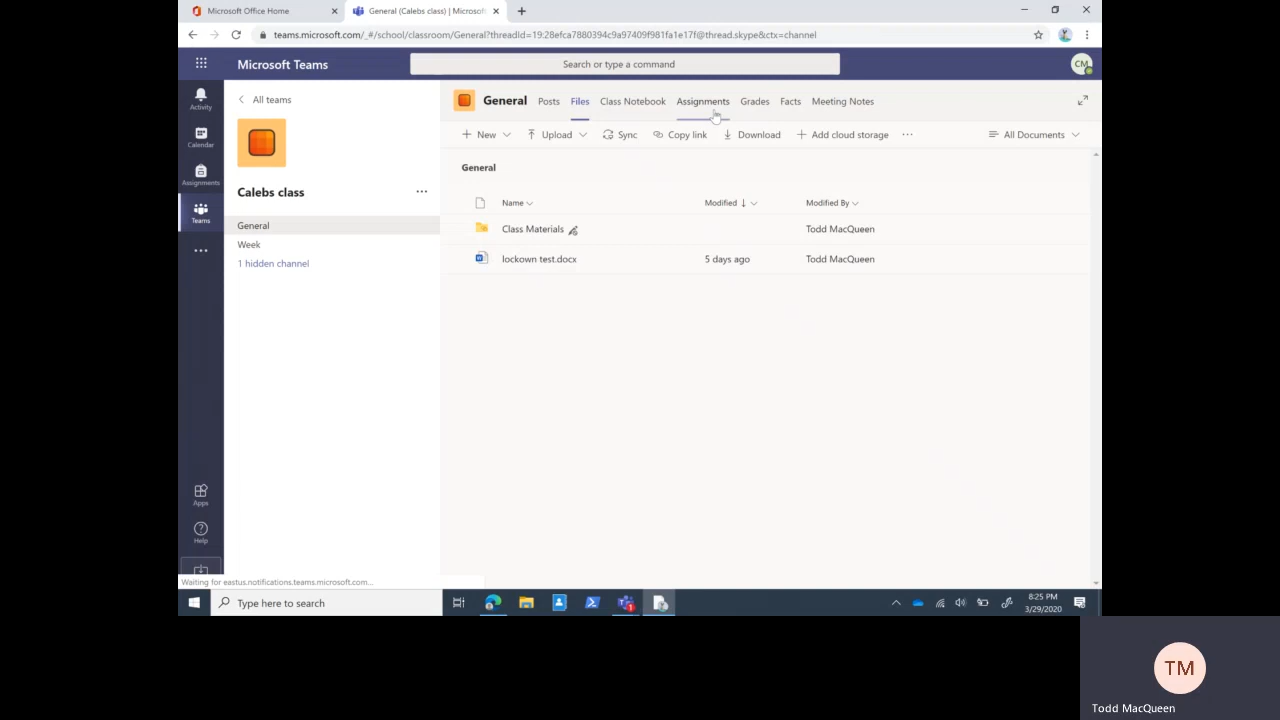 Microsoft Office Home
General (Calebs class) | Microsof
teams.microsoft.com/_#/school/classroom/General?threadId=19:28efca7880394c9a97409f981fa1e17f@thread.skype&ctx=channel
Microsoft Teams
Search or type a command
CM
Activity
Calendar
Assignments
Teams
Apps
Help
All teams
Calebs class
General
Week
1 hidden channel
General Posts Files Class Notebook Assignments Grades Facts Meeting Notes
New Upload Sync Copy link Download Add cloud storage All Documents
General
Name Modified Modified By
Class Materials Todd MacQueen
lockown test.docx 5 days ago Todd MacQueen
Waiting for eastus.notifications.teams.microsoft.com...
Type here to search
8:25 PM
3/29/2020
TM
Todd MacQueen